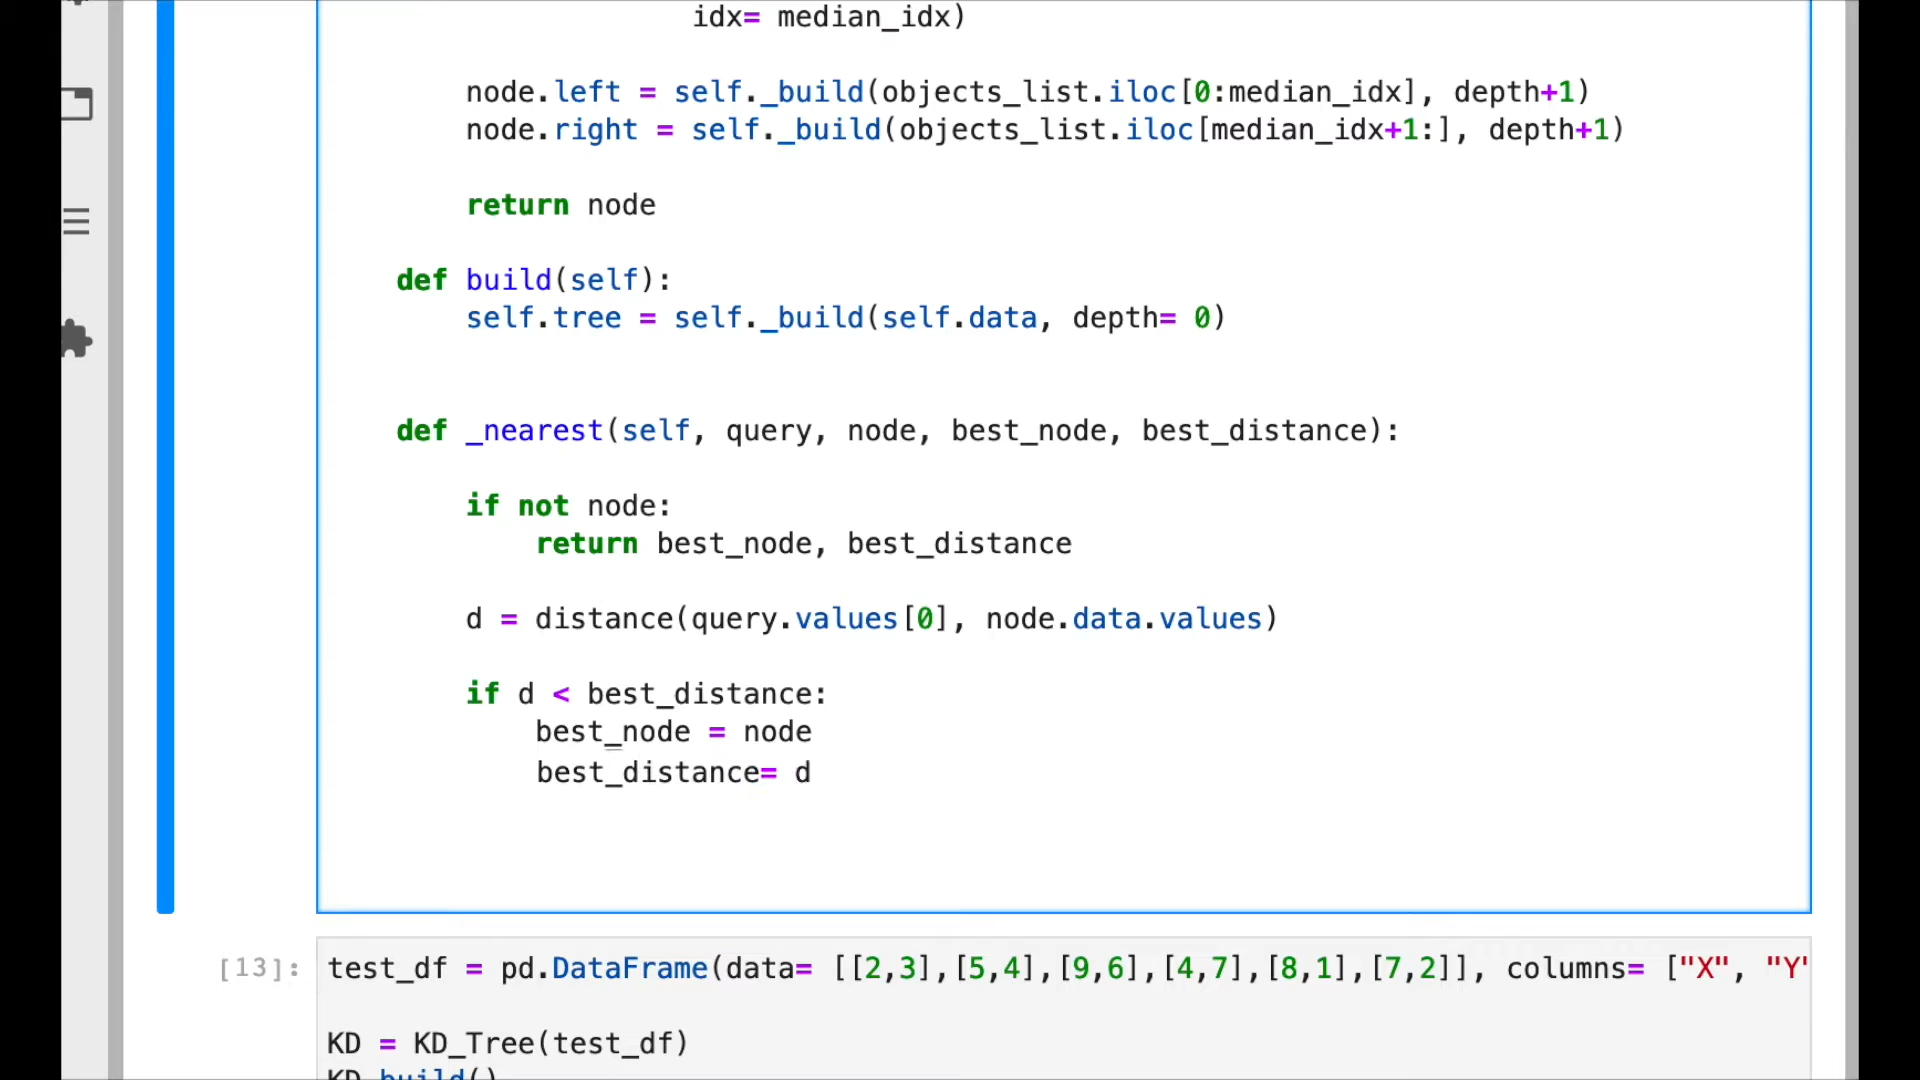 idx= median_idx)
node.left = self._build(objects_list.iloc[0:median_idx], depth+1)
node.right = self._build(objects_list.iloc[median_idx+1:], depth+1)
return node
def build(self):
self.tree = self._build(self.data, depth= 0)
def _nearest(self, query, node, best_node, best_distance):
if not node:
return best_node, best_distance
d = distance(query.values[0], node.data.values)
if d < best_distance:
best_node = node
best_distance= d
[13]: test_df = pd.DataFrame(data= [[2,3],[5,4],[9,6],[4,7],[8,1],[7,2]], columns= ["X", "Y"
KD = KD_Tree(test_df)
KD.build()